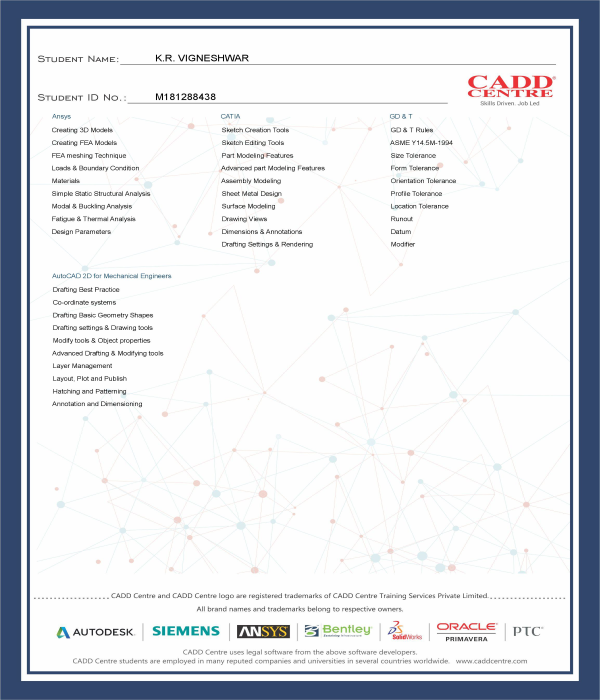 STUDENT NAME: K.R. VIGNESHWAR
CADD
CENTRE
Skills Driven. Job Led
STUDENT ID NO.: M181288438
Ansys
Creating 3D Models
Creating FEA Models
FEA meshing Technique
Loads & Boundary Condition
Materials
Simple Static Structural Analysis
Modal & Buckling Analysis
Fatigue & Thermal Analysis
Design Parameters
CATIA
Sketch Creation Tools
Sketch Editing Tools
Part Modeling Features
Advanced part Modeling Features
Assembly Modeling
Sheet Metal Design
Surface Modeling
Drawing Views
Dimensions & Annotations
Drafting Settings & Rendering
GD & T
GD & T Rules
ASME Y14.5M-1994
Size Tolerance
Form Tolerance
Orientation Tolerance
Profile Tolerance
Location Tolerance
Runout
Datum
Modifier
AutoCAD 2D for Mechanical Engineers
Drafting Best Practice
Co-ordinate systems
Drafting Basic Geometry Shapes
Drafting settings & Drawing tools
Modify tools & Object properties
Advanced Drafting & Modifying tools
Layer Management
Layout, Plot and Publish
Hatching and Patterning
Annotation and Dimensioning
CADD Centre and CADD Centre logo are registered trademarks of CADD Centre Training Services Private Limited.
All brand names and trademarks belong to respective owners.
AUTODESK. SIEMENS ANSYS Bentley SolidWorks ORACLE PRIMAVERA PTC
CADD Centre uses legal software from the above software developers.
CADD Centre students are employed in many reputed companies and universities in several countries worldwide. www.caddcentre.com